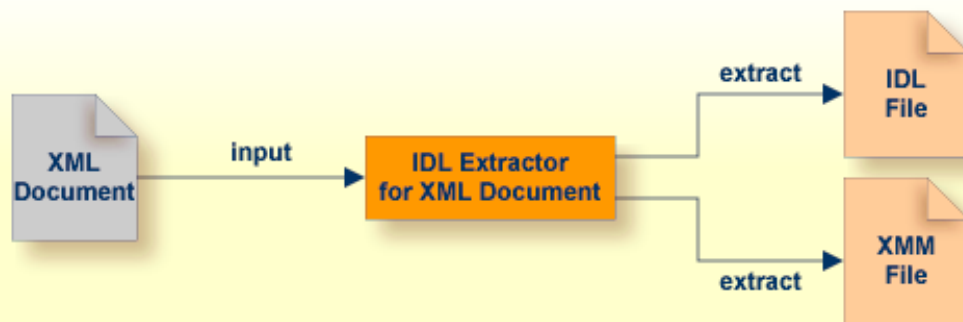 XML
Document
input
IDL Extractor
for XML Document
extract
IDL
File
extract
XMM
File